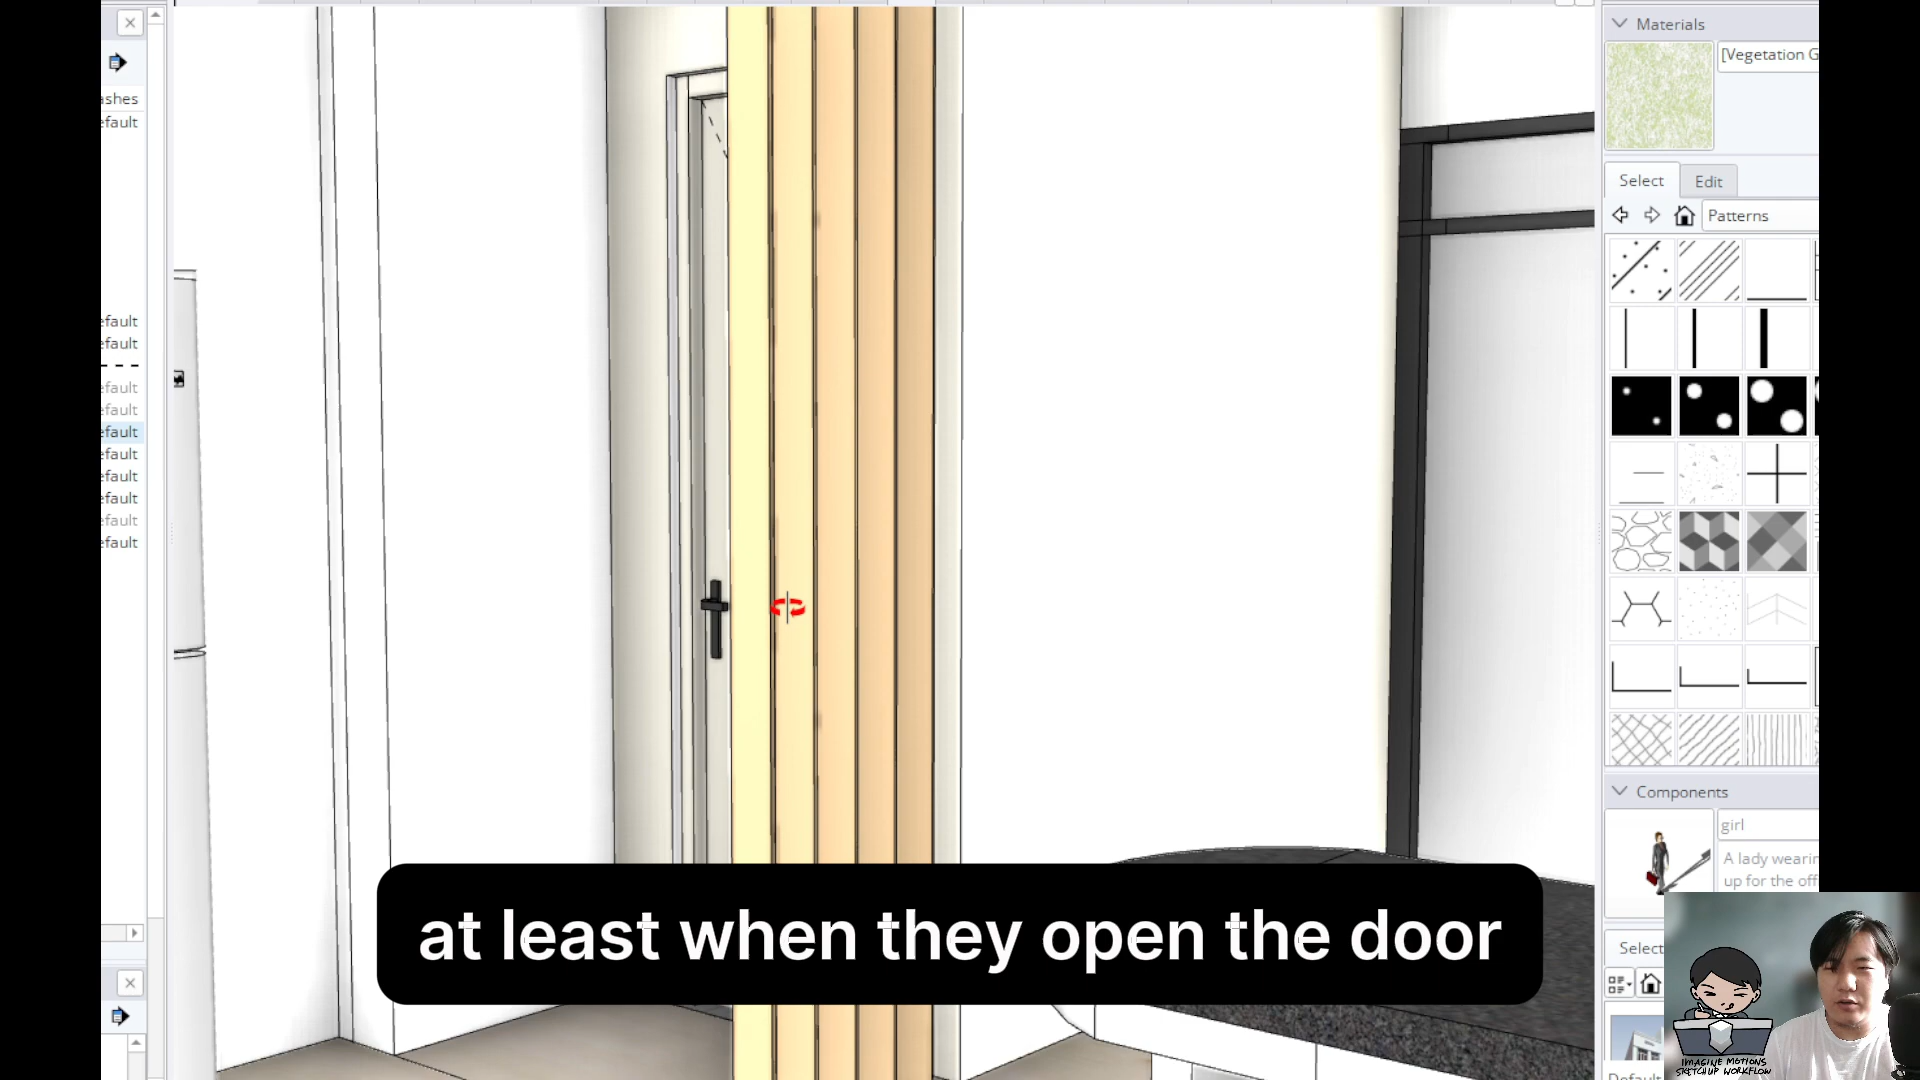 Materials
[Vegetation G
ashes
efault
Select
Edit
Patterns
efault
efault
efault
efault
efault
efault
efault
efault
efault
efault
Components
girl
A lady wearin
up for the off
at least when they open the door
Select
IMAGINE MOTIONS
SKETCHUP WORKFLOW
Default